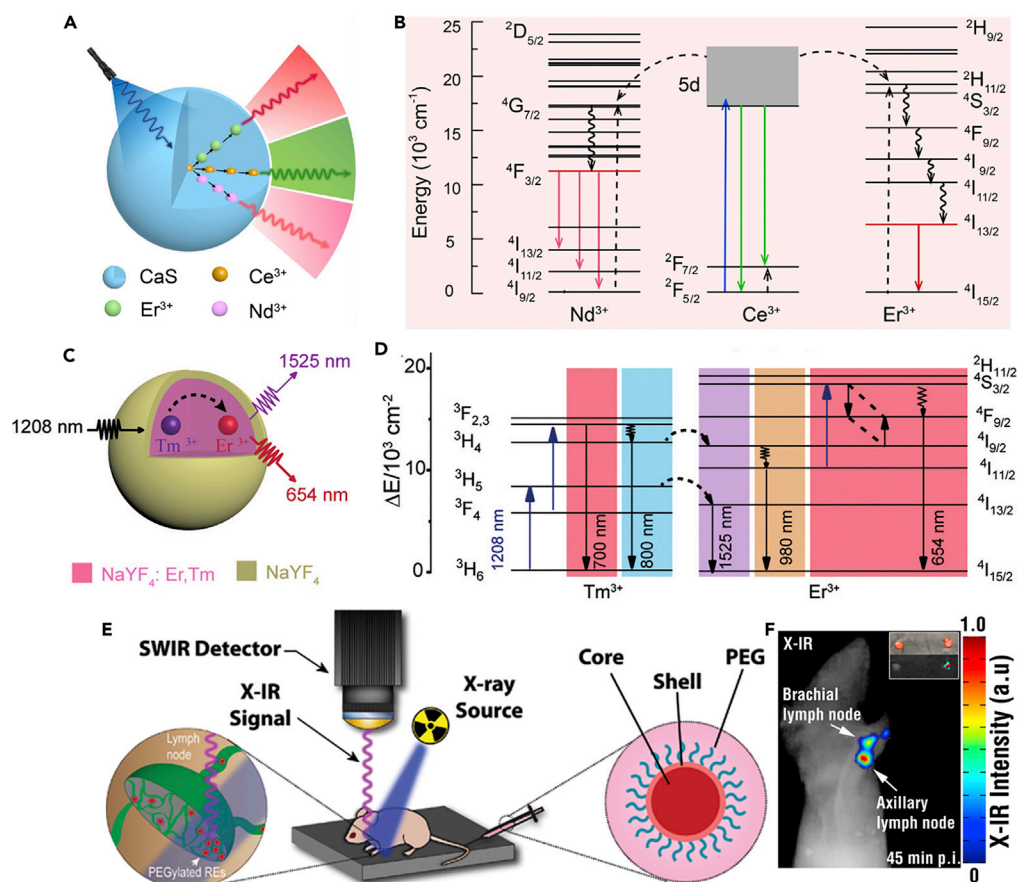 A
CaS
Ce³⁺
Er³⁺
Nd³⁺
B
Energy (10³ cm⁻¹)
25
20
15
10
5
0
²D₅/₂
⁴G₇/₂
⁴F₃/₂
⁴I₁₃/₂
⁴I₁₁/₂
⁴I₉/₂
Nd³⁺
5d
²F₇/₂
²F₅/₂
Ce³⁺
²H₉/₂
²H₁₁/₂
⁴S₃/₂
⁴F₉/₂
⁴I₉/₂
⁴I₁₁/₂
⁴I₁₃/₂
⁴I₁₅/₂
Er³⁺
C
1525 nm
1208 nm
Tm ³⁺
Er ³⁺
654 nm
NaYF₄: Er,Tm
NaYF₄
D
ΔE/10³ cm⁻²
20
10
0
³F₂,₃
³H₄
³H₅
³F₄
³H₆
1208 nm
700 nm
800 nm
1525 nm
980 nm
654 nm
²H₁₁/₂
⁴S₃/₂
⁴F₉/₂
⁴I₉/₂
⁴I₁₁/₂
⁴I₁₃/₂
⁴I₁₅/₂
Tm³⁺
Er³⁺
E
SWIR Detector
X-IR
Signal
X-ray
Source
Lymph
node
PEGylated REs
Core
Shell
PEG
F
X-IR
Brachial
lymph node
Axillary
lymph node
45 min p.i.
1.0
X-IR Intensity (a.u)
0